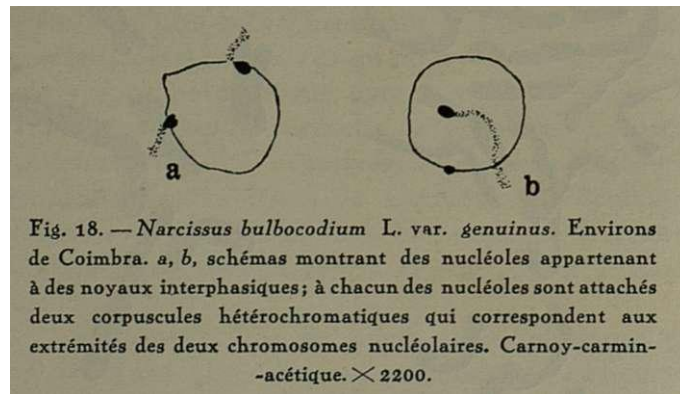 a
b
Fig. 18. — Narcissus bulbocodium L. var. genuinus. Environs
de Coimbra. a, b, schémas montrant des nucléoles appartenant
à des noyaux interphasiques; à chacun des nucléoles sont attachés
deux corpuscules hétérochromatiques qui correspondent aux
extrémités des deux chromosomes nucléolaires. Carnoy-carmin-
-acétique. × 2200.